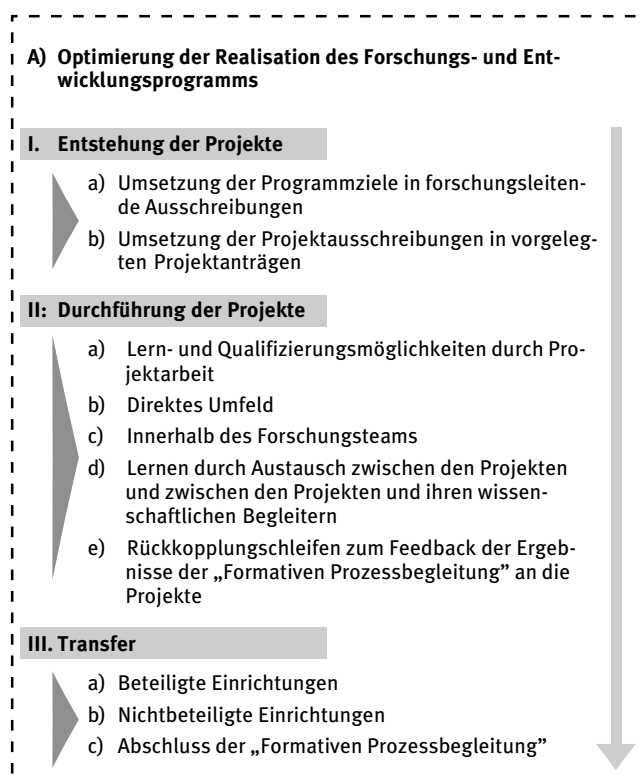 A) Optimierung der Realisation des Forschungs- und Ent-
wicklungsprogramms
I. Entstehung der Projekte
a) Umsetzung der Programmziele in forschungsleiten-
de Ausschreibungen
b) Umsetzung der Projektausschreibungen in vorgeleg-
ten Projektanträgen
II: Durchführung der Projekte
a) Lern- und Qualifizierungsmöglichkeiten durch Pro-
jektarbeit
b) Direktes Umfeld
c) Innerhalb des Forschungsteams
d) Lernen durch Austausch zwischen den Projekten
und zwischen den Projekten und ihren wissen-
schaftlichen Begleitern
e) Rückkopplungschleifen zum Feedback der Ergeb-
nisse der „Formativen Prozessbegleitung” an die
Projekte
III. Transfer
a) Beteiligte Einrichtungen
b) Nichtbeteiligte Einrichtungen
c) Abschluss der „Formativen Prozessbegleitung”